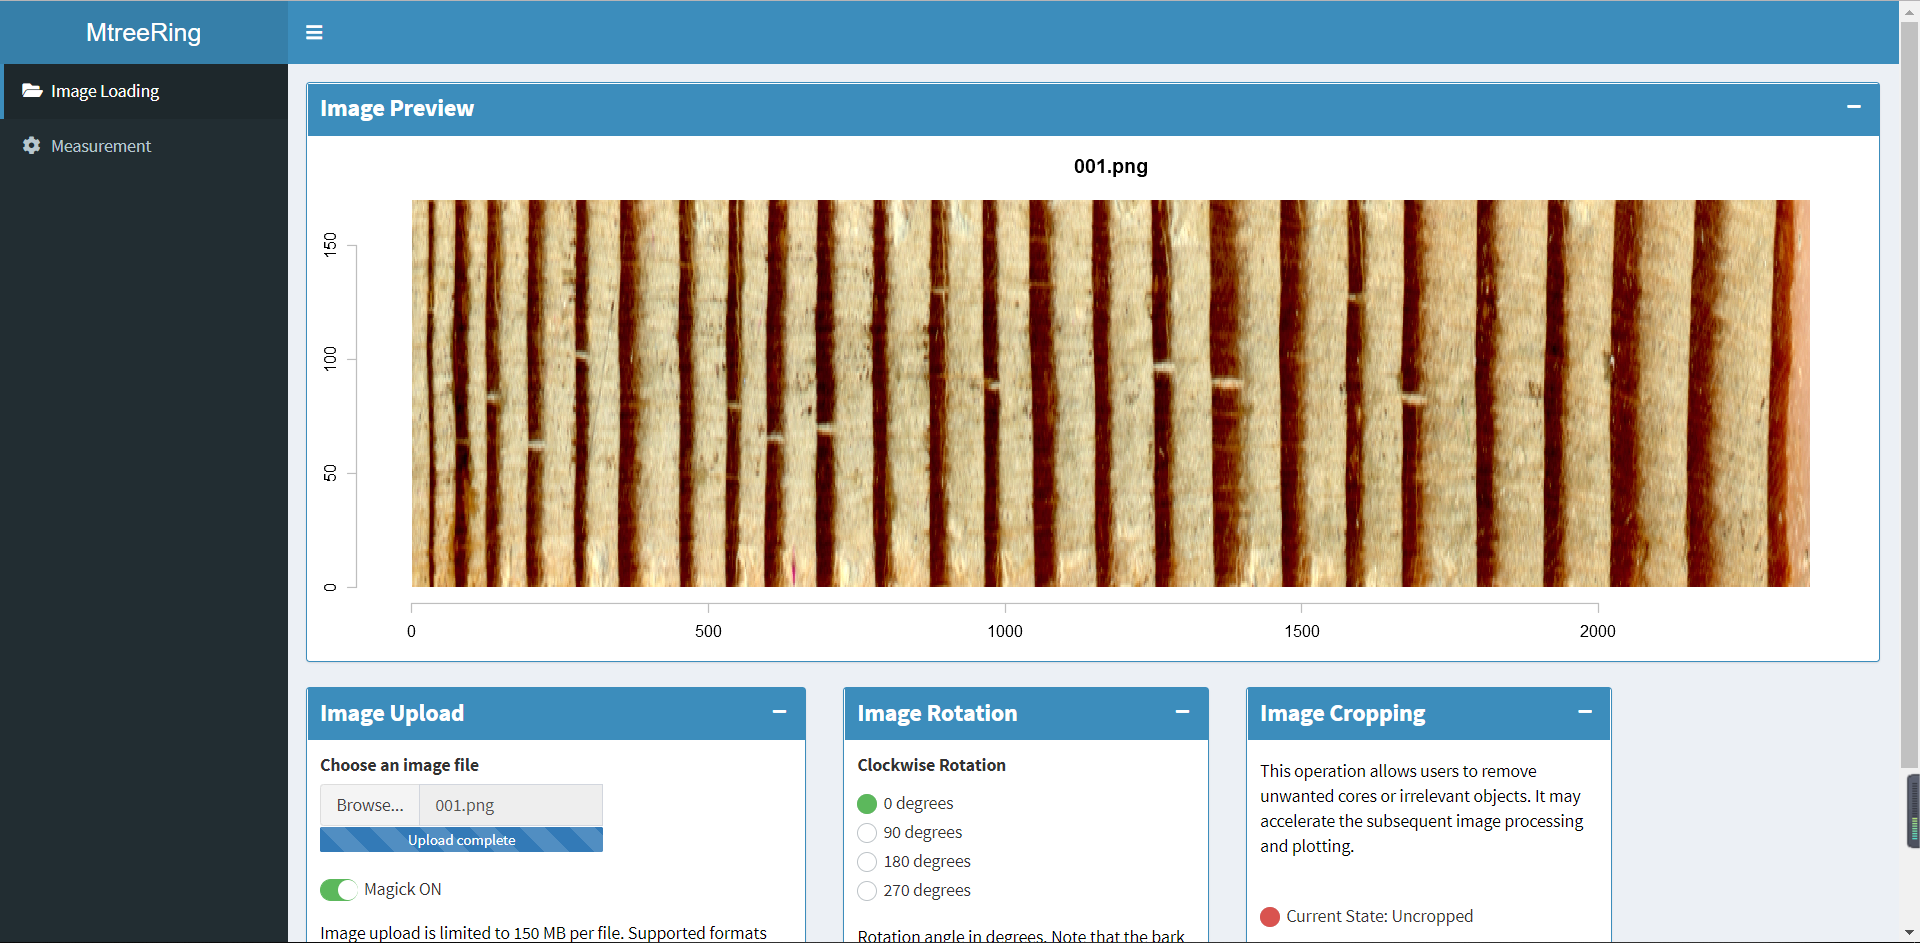 MtreeRing
Image Loading
Measurement
Image Preview
001.png
150
100
50
0
0 500 1000 1500 2000
Image Upload
Choose an image file
Browse... 001.png
Upload complete
Magick ON
Image upload is limited to 150 MB per file. Supported formats
Image Rotation
Clockwise Rotation
0 degrees
90 degrees
180 degrees
270 degrees
Rotation angle in degrees. Note that the bark
Image Cropping
This operation allows users to remove
unwanted cores or irrelevant objects. It may
accelerate the subsequent image processing
and plotting.
Current State: Uncropped